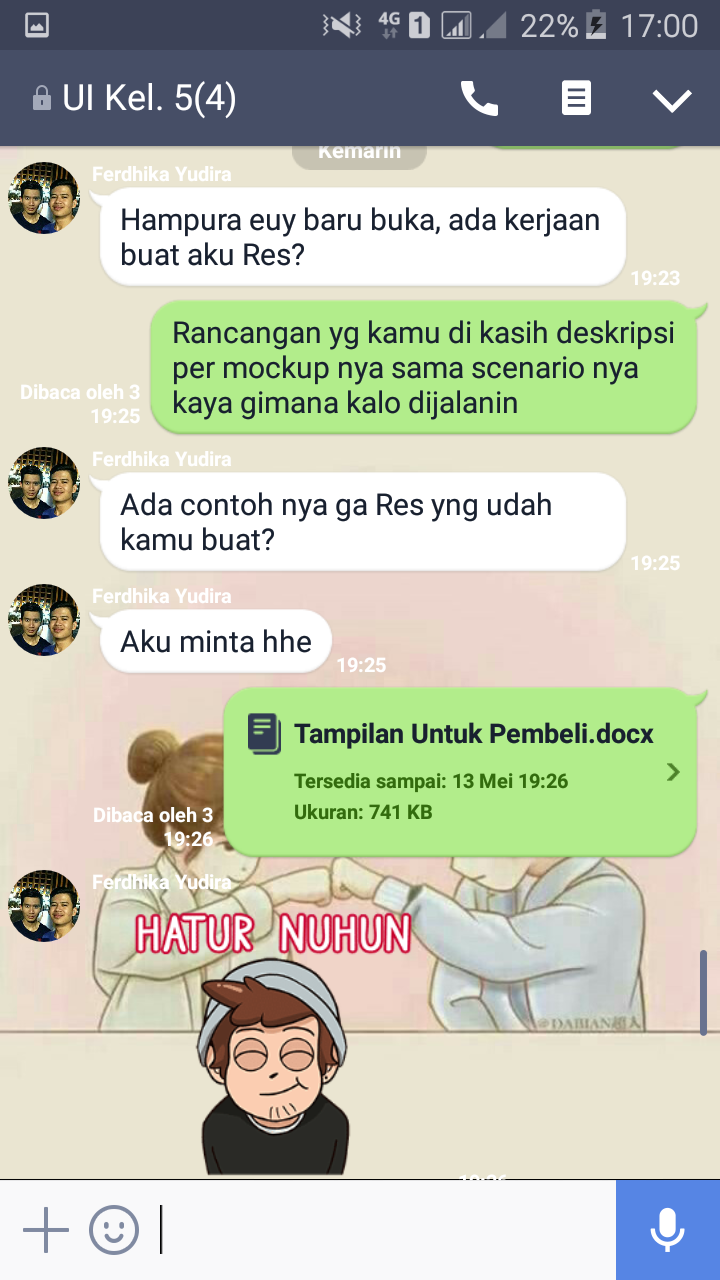 4G 1 22% 17:00
UI Kel. 5(4)
Kemarin
Ferdhika Yudira
Hampura euy baru buka, ada kerjaan
buat aku Res?
19:23
Rancangan yg kamu di kasih deskripsi
per mockup nya sama scenario nya
kaya gimana kalo dijalanin
Dibaca oleh 3
19:25
Ferdhika Yudira
Ada contoh nya ga Res yng udah
kamu buat?
19:25
Ferdhika Yudira
Aku minta hhe
19:25
Tampilan Untuk Pembeli.docx
Tersedia sampai: 13 Mei 19:26
Ukuran: 741 KB
Dibaca oleh 3
19:26
Ferdhika Yudira
HATUR NUHUN
@DABIAN超人
19:26